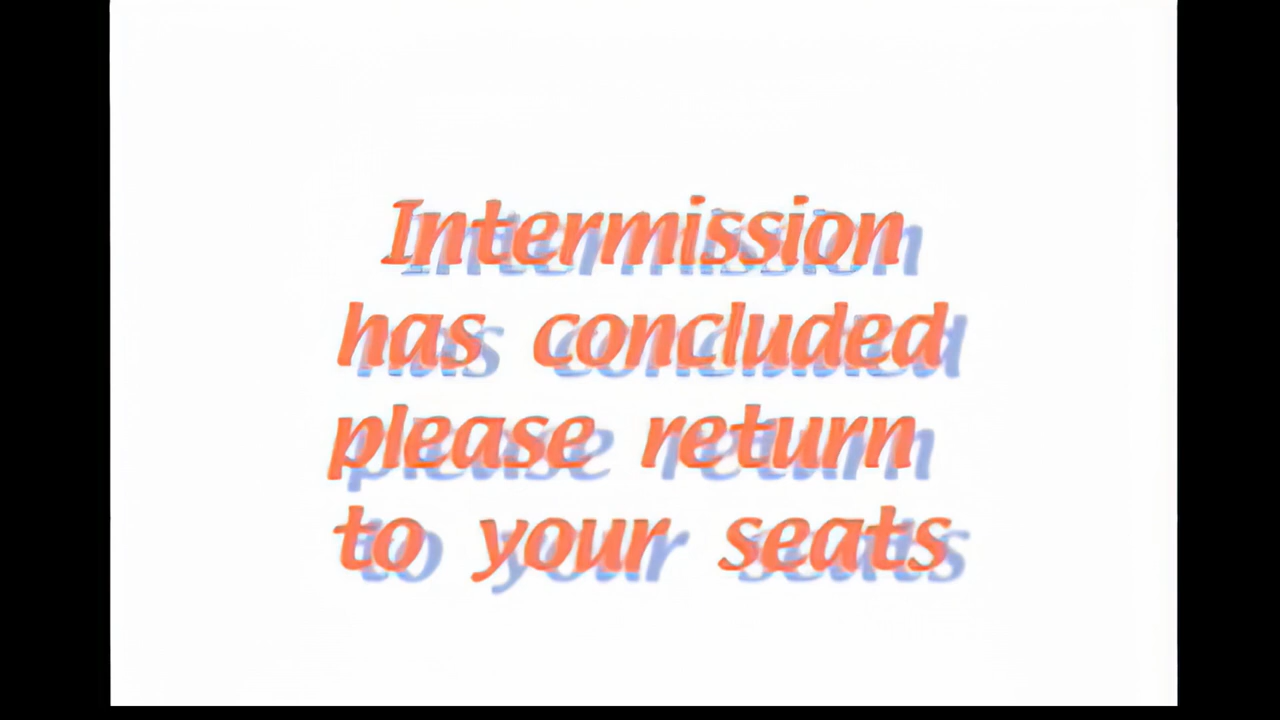 Intermission
has concluded
please return
to your seats